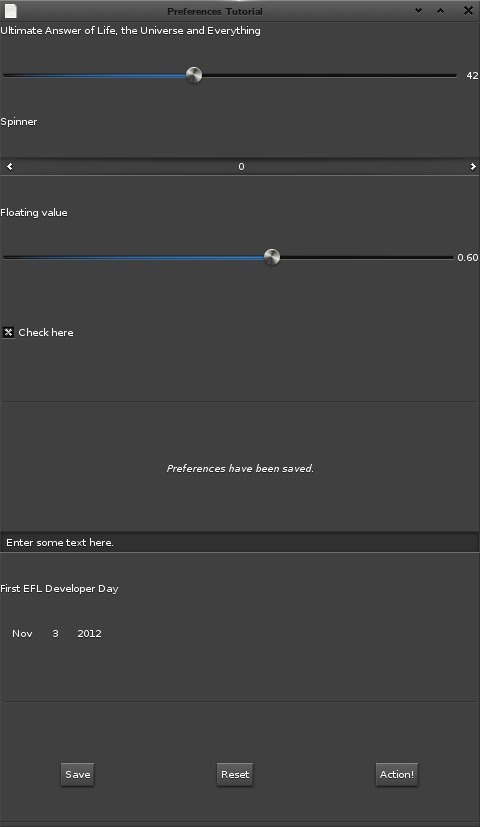 Preferences Tutorial
Ultimate Answer of Life, the Universe and Everything
42
Spinner
0
Floating value
0.60
Check here
Preferences have been saved.
Enter some text here.
First EFL Developer Day
Nov 3 2012
Save Reset Action!